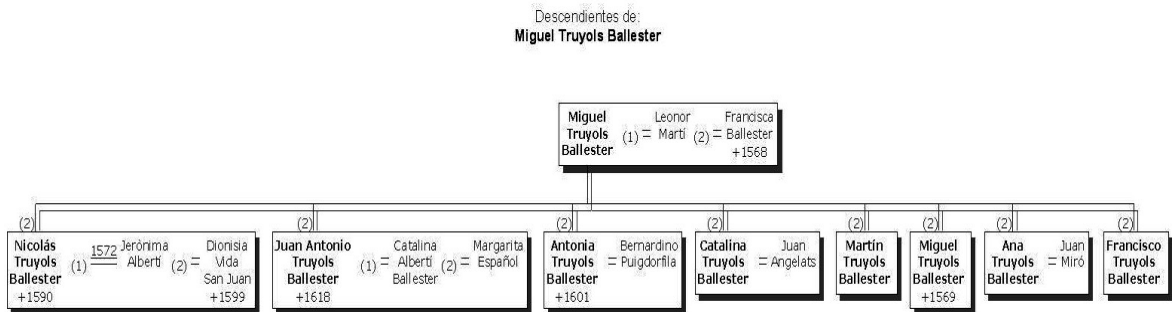 Descendientes de:
Miguel Truyols Ballester
Miguel Truyols Ballester (1) = Leonor Martí (2) = Francisca Ballester +1568
(2) (2) (2) (2) (2) (2) (2) (2)
Nicolás Truyols Ballester +1590 (1) 1572 Jerònima Albertí (2) = Dionisia Vida San Juan +1599
Juan Antonio Truyols Ballester +1618 (1) = Catalina Albertí Ballester (2) = Margarita Español
Antonia Truyols Ballester +1601 = Bernardino Puigdorfila
Catalina Truyols Ballester = Juan Angelats
Martín Truyols Ballester
Miguel Truyols Ballester +1569
Ana Truyols Ballester = Juan Miró
Francisco Truyols Ballester